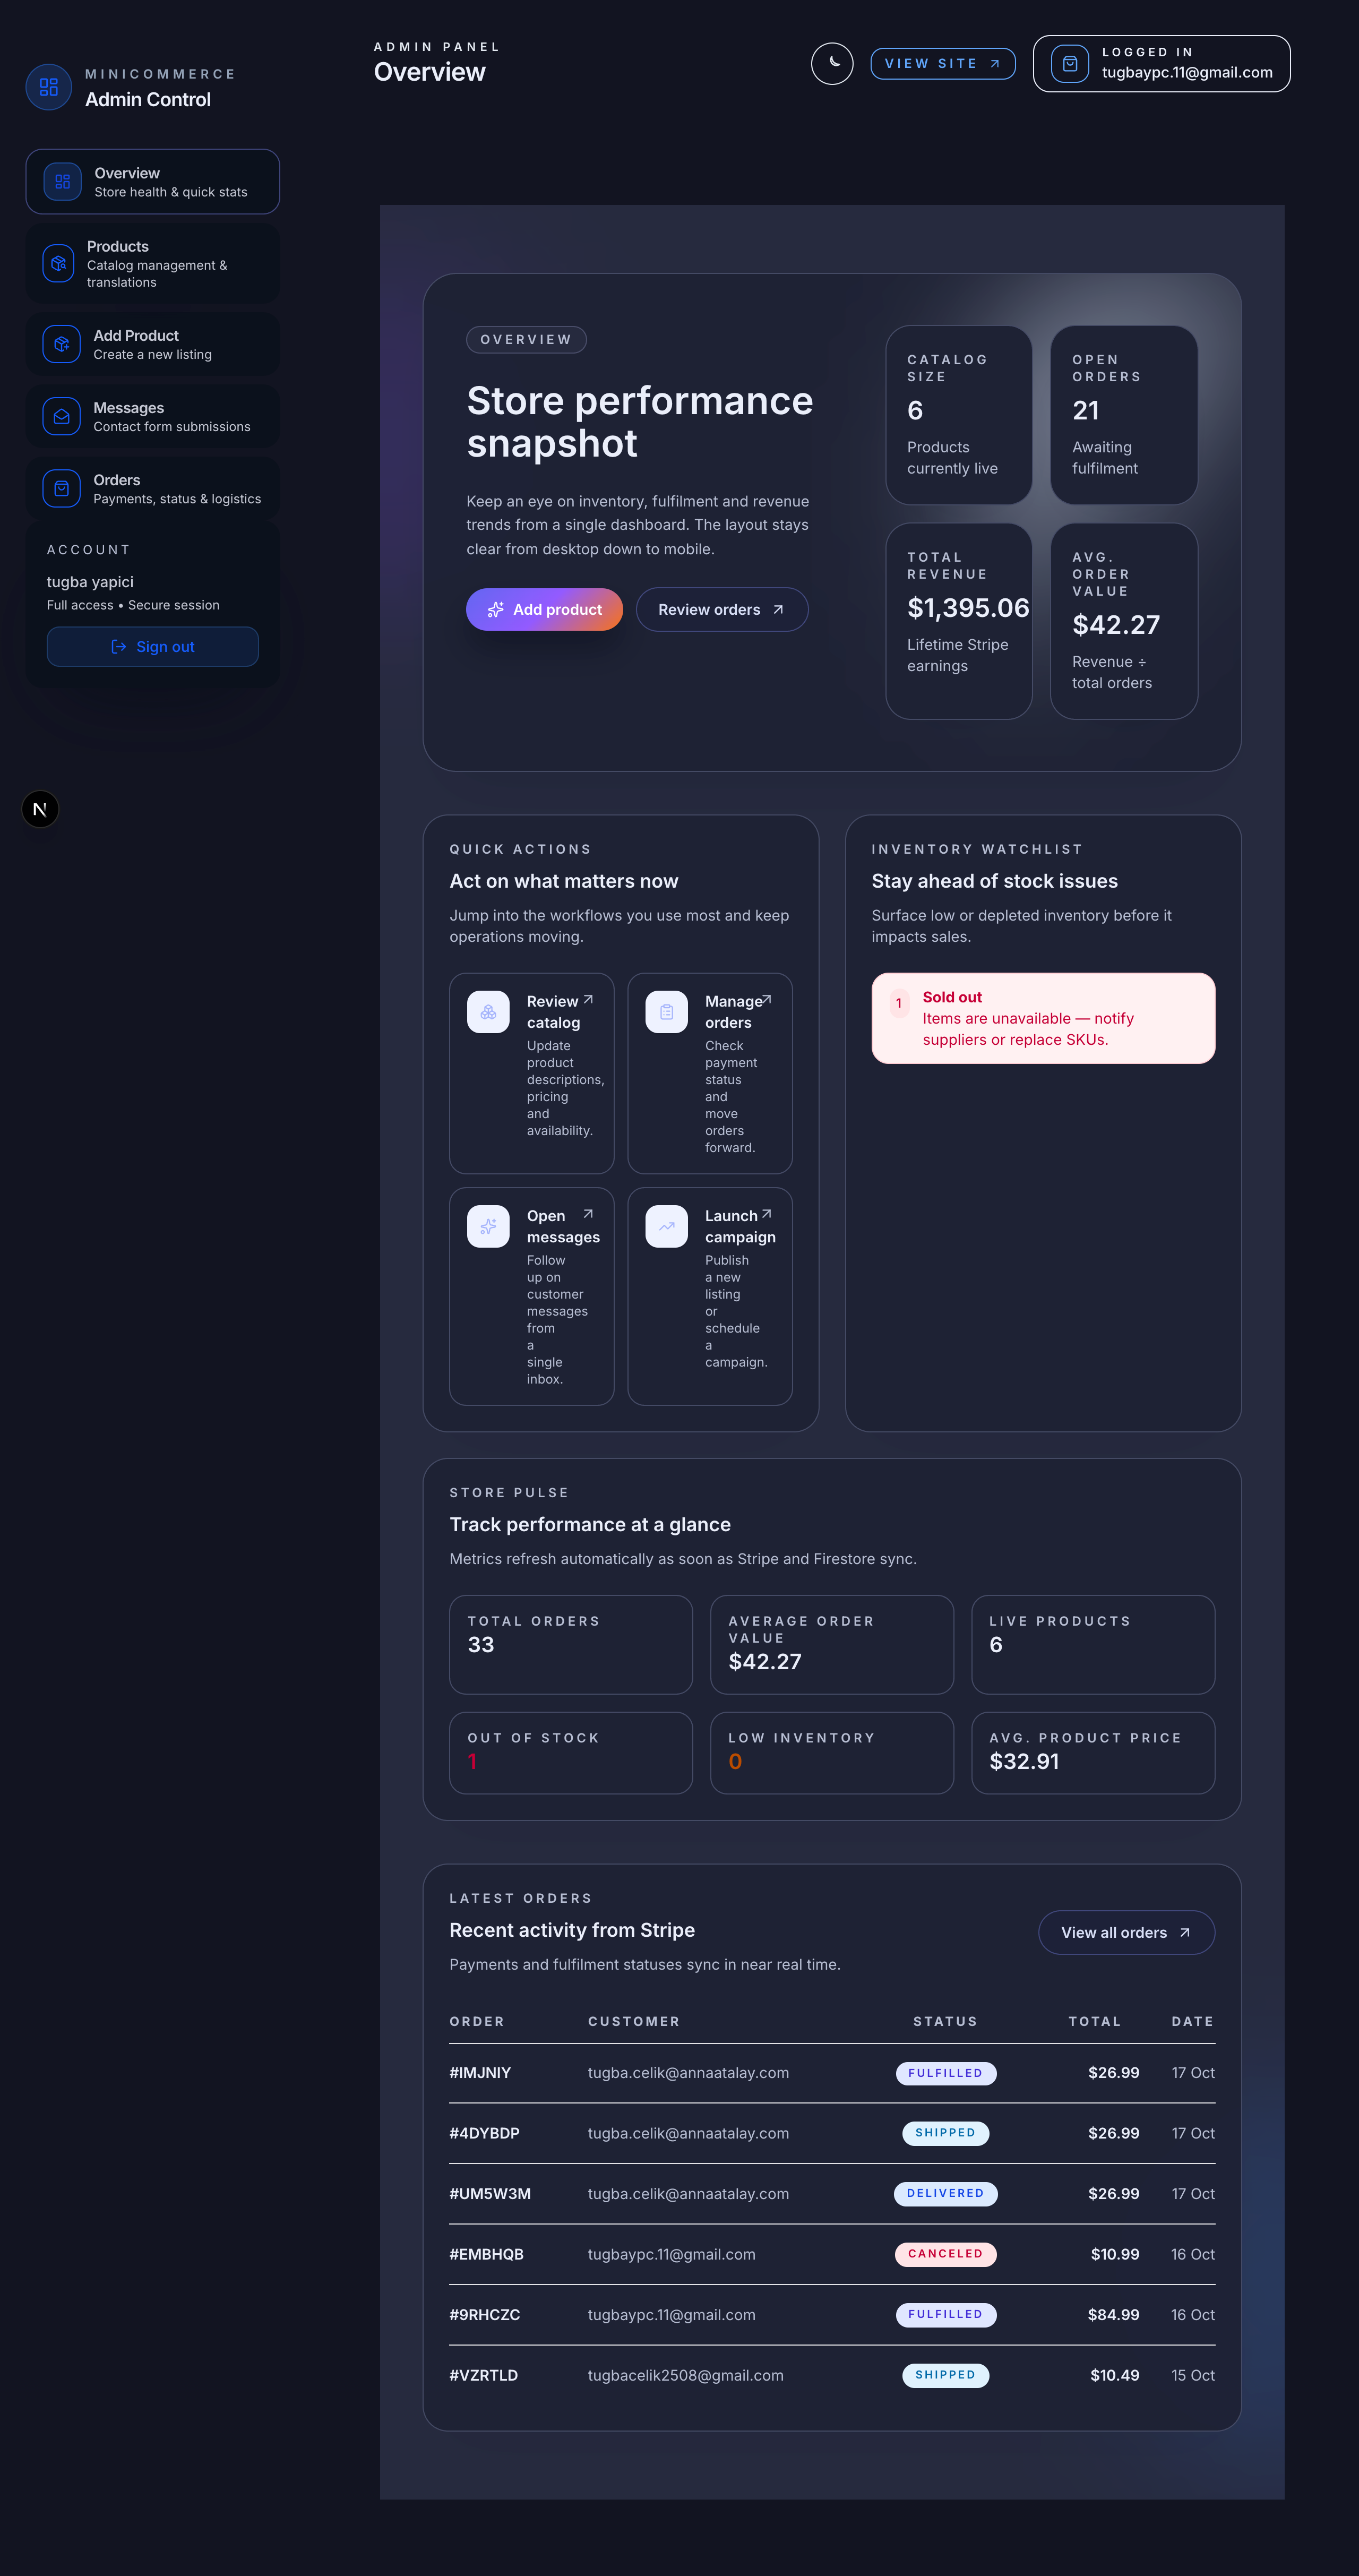 MINICOMMERCE
Admin Control
Overview
Store health & quick stats
Products
Catalog management &
translations
Add Product
Create a new listing
Messages
Contact form submissions
Orders
Payments, status & logistics
ACCOUNT
tugba yapici
Full access • Secure session
Sign out
N
ADMIN PANEL
Overview
VIEW SITE
LOGGED IN
tugbaypc.11@gmail.com
OVERVIEW
Store performance
snapshot
Keep an eye on inventory, fulfilment and revenue
trends from a single dashboard. The layout stays
clear from desktop down to mobile.
Add product
Review orders
CATALOG
SIZE
6
Products
currently live
OPEN
ORDERS
21
Awaiting
fulfilment
TOTAL
REVENUE
$1,395.06
Lifetime Stripe
earnings
AVG.
ORDER
VALUE
$42.27
Revenue ÷
total orders
QUICK ACTIONS
Act on what matters now
Jump into the workflows you use most and keep
operations moving.
Review
catalog
Update
product
descriptions,
pricing
and
availability.
Manage
orders
Check
payment
status
and
move
orders
forward.
Open
messages
Follow
up on
customer
messages
from
a
single
inbox.
Launch
campaign
Publish
a new
listing
or
schedule
a
campaign.
INVENTORY WATCHLIST
Stay ahead of stock issues
Surface low or depleted inventory before it
impacts sales.
1
Sold out
Items are unavailable — notify
suppliers or replace SKUs.
STORE PULSE
Track performance at a glance
Metrics refresh automatically as soon as Stripe and Firestore sync.
TOTAL ORDERS
33
AVERAGE ORDER
VALUE
$42.27
LIVE PRODUCTS
6
OUT OF STOCK
1
LOW INVENTORY
0
AVG. PRODUCT PRICE
$32.91
LATEST ORDERS
Recent activity from Stripe
Payments and fulfilment statuses sync in near real time.
View all orders
ORDER CUSTOMER STATUS TOTAL DATE
#IMJNIY tugba.celik@annaatalay.com FULFILLED $26.99 17 Oct
#4DYBDP tugba.celik@annaatalay.com SHIPPED $26.99 17 Oct
#UM5W3M tugba.celik@annaatalay.com DELIVERED $26.99 17 Oct
#EMBHQB tugbaypc.11@gmail.com CANCELED $10.99 16 Oct
#9RHCZC tugbaypc.11@gmail.com FULFILLED $84.99 16 Oct
#VZRTLD tugbacelik2508@gmail.com SHIPPED $10.49 15 Oct